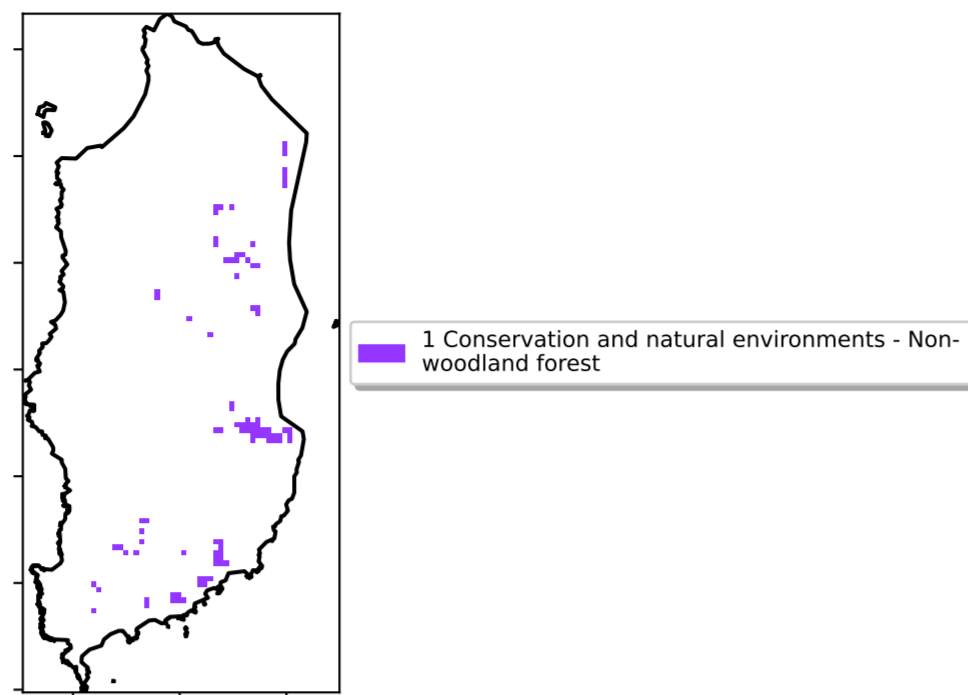 1 Conservation and natural environments - Non-
woodland forest